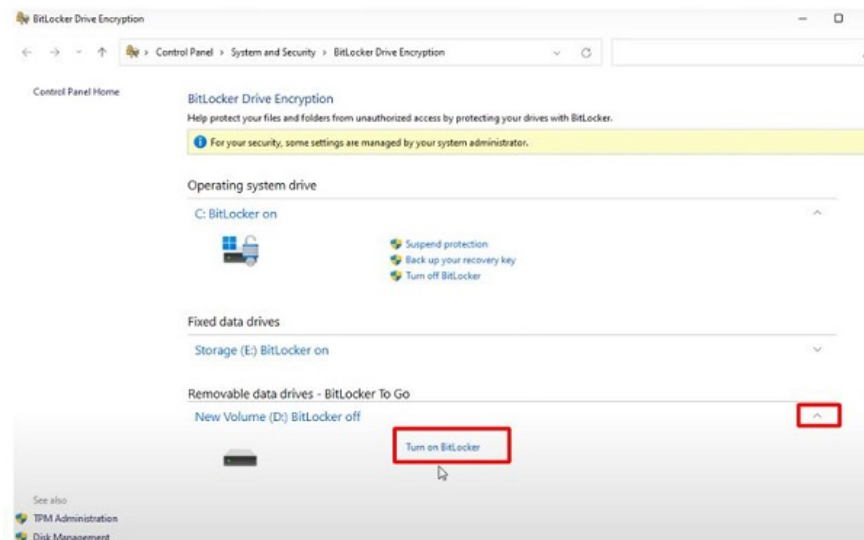 BitLocker Drive Encryption
Control Panel > System and Security > BitLocker Drive Encryption
Control Panel Home
BitLocker Drive Encryption
Help protect your files and folders from unauthorized access by protecting your drives with BitLocker.
For your security, some settings are managed by your system administrator.
Operating system drive
C: BitLocker on
Suspend protection
Back up your recovery key
Turn off BitLocker
Fixed data drives
Storage (E:) BitLocker on
Removable data drives - BitLocker To Go
New Volume (D:) BitLocker off
Turn on BitLocker
See also
TPM Administration
Disk Management